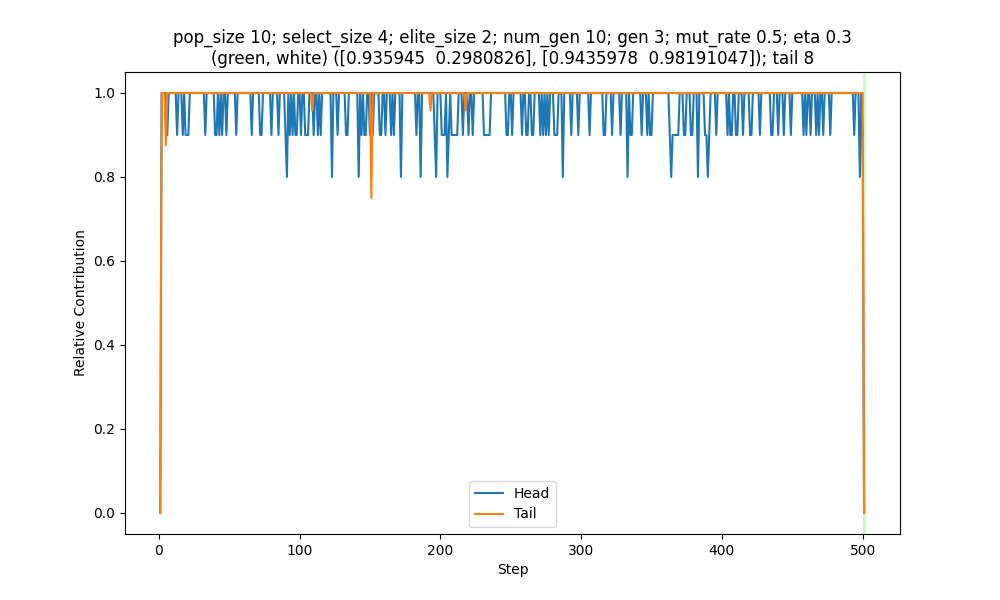 pop_size 10; select_size 4; elite_size 2; num_gen 10; gen 3; mut_rate 0.5; eta 0.3
(green, white) ([0.935945  0.2980826], [0.9435978  0.98191047]); tail 8
1.0
0.8
0.6
0.4
0.2
0.0
Relative Contribution
Head
Tail
0
100
200
300
400
500
Step